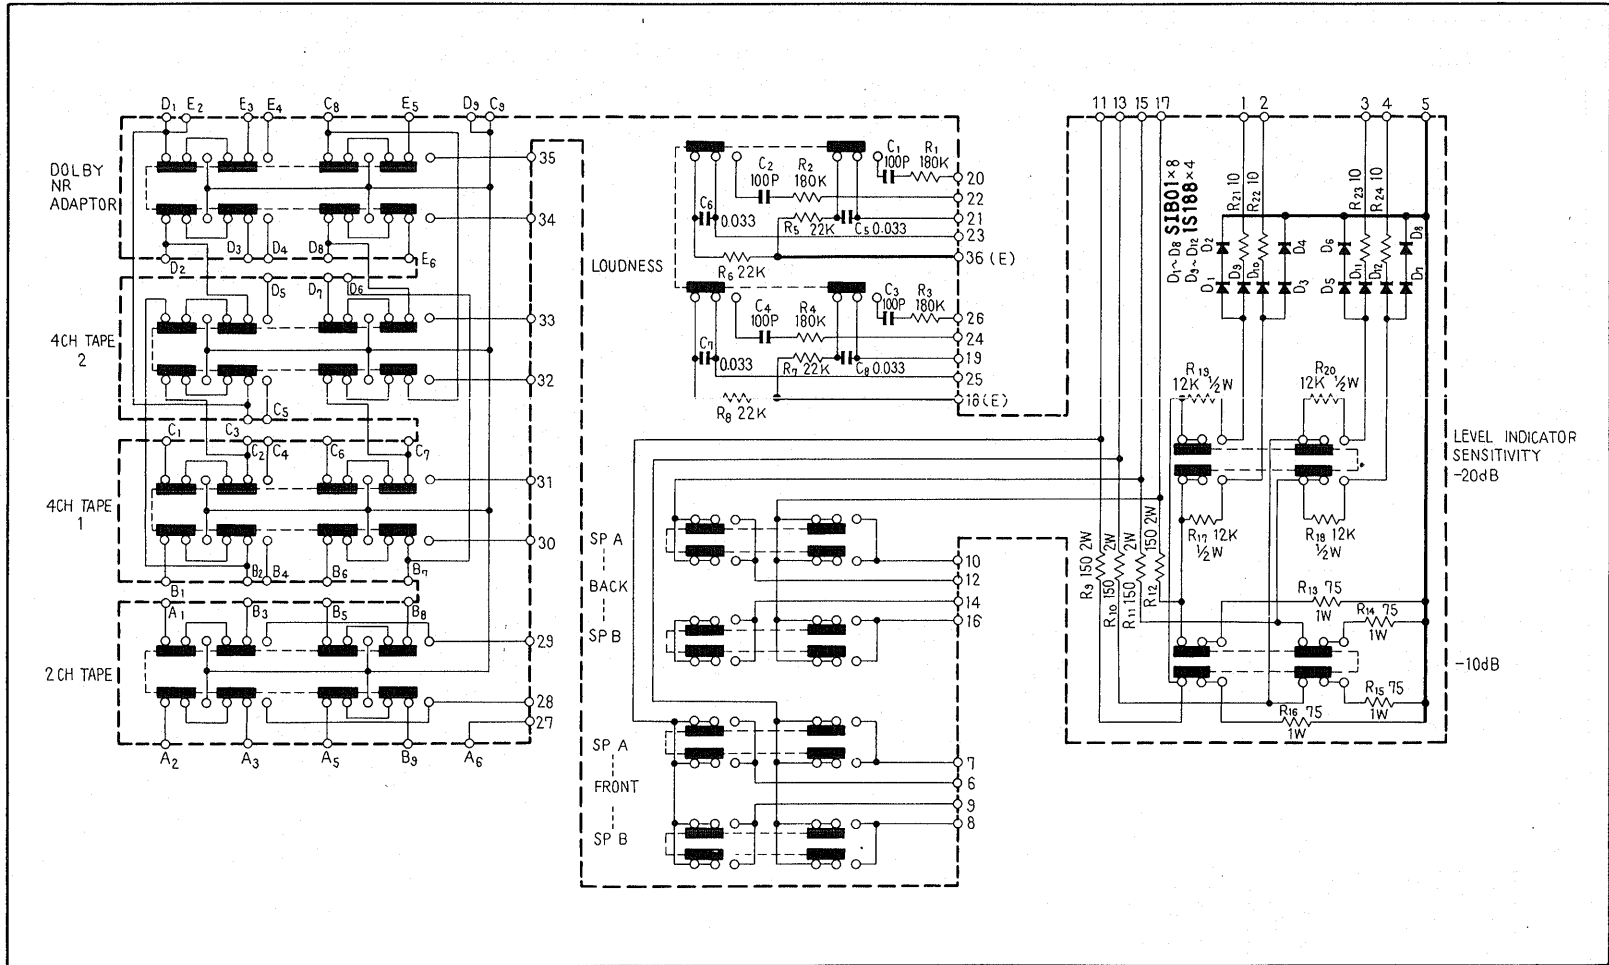 D1 E2 E3 E4 C8 E5 D9 C9
DOLBY
NR
ADAPTOR
35
34
D2 D3 D4 D8 E6
D5 D7 D6
4CH TAPE
2
33
32
C5
C1 C3 C2 C4 C6 C7
4CH TAPE
1
31
30
B1 B2 B4 B6 B7
A1 B3 B5 B8
2CH TAPE
29
28
27
A2 A3 A5 B9 A6
LOUDNESS
C1
100P
R1
180K
20
C2
100P
R2
180K
22
C6
0.033
R5 22K
C5 0.033
21
23
R6 22K
36 (E)
C3
100P
R3
180K
26
C4
100P
R4
180K
24
C7
0.033
R7 22K
C8 0.033
19
25
R8 22K
18(E)
SP A
BACK
SP B
10
12
14
16
SP A
FRONT
SP B
7
6
9
8
11 13 15 17 1 2 3 4 5
SIB01×8
1S188×4
D1~D8
D9~D12
R21 10
R22 10
R23 10
R24 10
D2 D4 D6 D8
D1 D9 D10 D3 D5 D11 D12 D7
R19
12K ½W
R20
12K ½W
LEVEL INDICATOR
SENSITIVITY
-20dB
R17 12K
½W
R18 12K
½W
R9 150 2W
R10 150 2W
R11 150 2W
R12 150 2W
R13 75
1W
R14 75
1W
-10dB
R15 75
1W
R16 75
1W